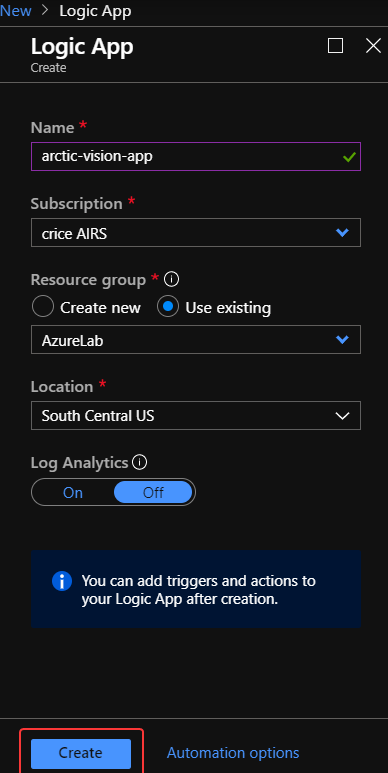 New > Logic App
Logic App
Create
Name *
arctic-vision-app
Subscription *
crice AIRS
Resource group *
Create new Use existing
AzureLab
Location *
South Central US
Log Analytics
On Off
You can add triggers and actions to
your Logic App after creation.
Create Automation options